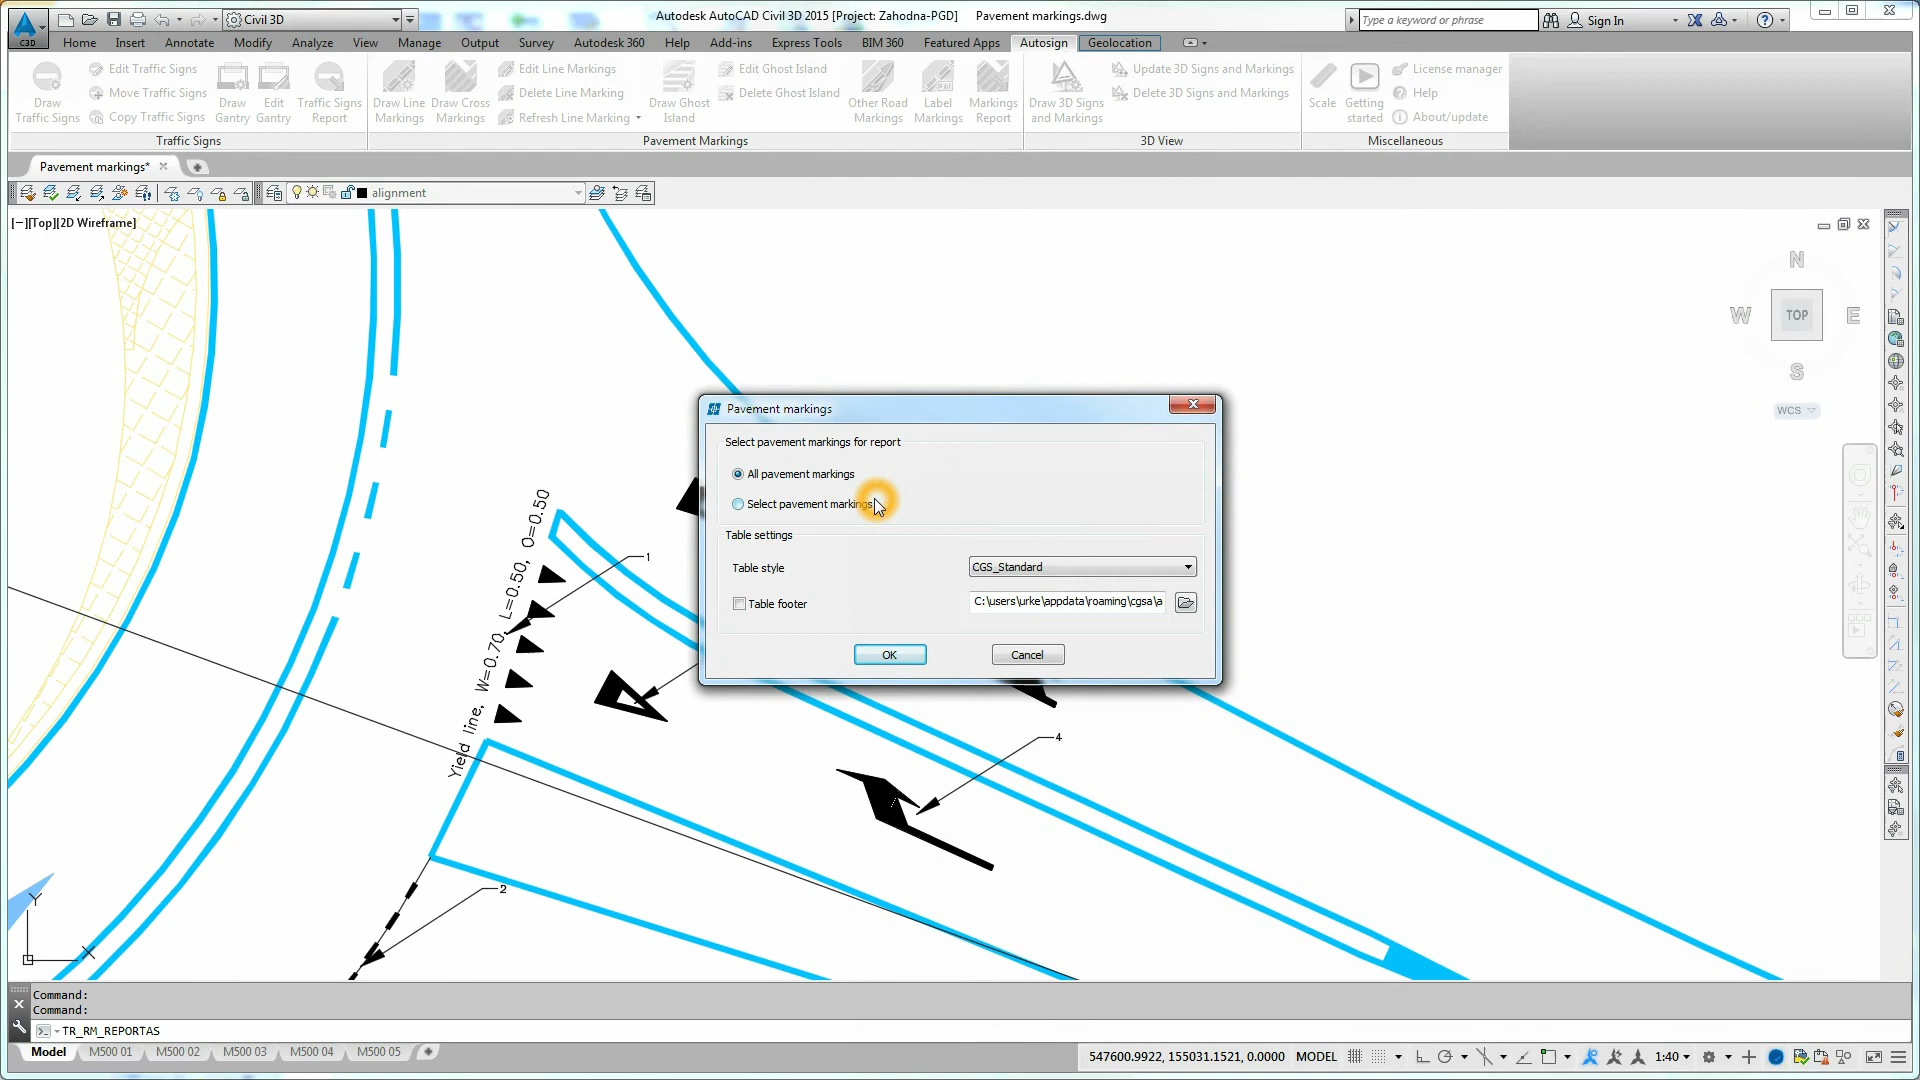 Civil 3D
Autodesk AutoCAD Civil 3D 2015 [Project: Zahodna-PGD] Pavement markings.dwg
Type a keyword or phrase
Sign In
C3D
Home Insert Annotate Modify Analyze View Manage Output Survey Autodesk 360 Help Add-ins Express Tools BIM 360 Featured Apps Autosign Geolocation
Draw Traffic Signs
Edit Traffic Signs
Move Traffic Signs
Copy Traffic Signs
Draw Gantry
Edit Gantry
Traffic Signs Report
Traffic Signs
Draw Line Markings
Draw Cross Markings
Edit Line Markings
Delete Line Marking
Refresh Line Marking
Draw Ghost Island
Edit Ghost Island
Delete Ghost Island
Other Road Markings
Label Markings
Markings Report
Pavement Markings
Draw 3D Signs and Markings
Update 3D Signs and Markings
Delete 3D Signs and Markings
3D View
Scale
Getting started
License manager
Help
About/update
Miscellaneous
Pavement markings*
alignment
[−][Top][2D Wireframe]
N
W
TOP
E
S
WCS
Pavement markings
Select pavement markings for report
All pavement markings
Select pavement markings
Table settings
Table style
CGS_Standard
Table footer
C:\users\urke\appdata\roaming\cgsa\a
OK
Cancel
Yield line, W=0.70, L=0.50, O=0.50
1
4
2
Y
X
Command:
Command:
TR_RM_REPORTAS
Model M500 01 M500 02 M500 03 M500 04 M500 05
547600.9922, 155031.1521, 0.0000 MODEL
1:40